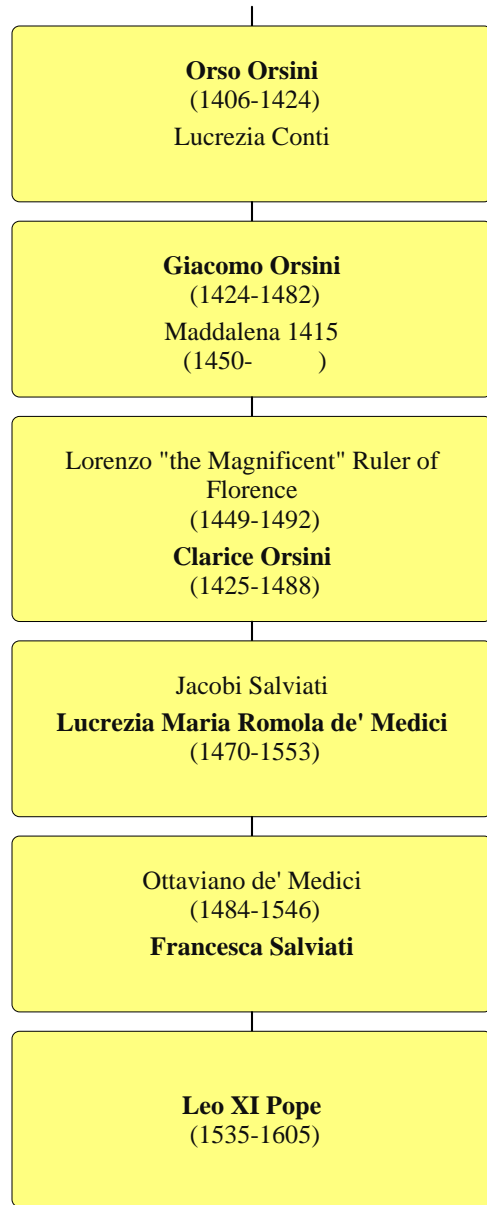 Orso Orsini
(1406-1424)
Lucrezia Conti
Giacomo Orsini
(1424-1482)
Maddalena 1415
(1450-          )
Lorenzo "the Magnificent" Ruler of
Florence
(1449-1492)
Clarice Orsini
(1425-1488)
Jacobi Salviati
Lucrezia Maria Romola de' Medici
(1470-1553)
Ottaviano de' Medici
(1484-1546)
Francesca Salviati
Leo XI Pope
(1535-1605)